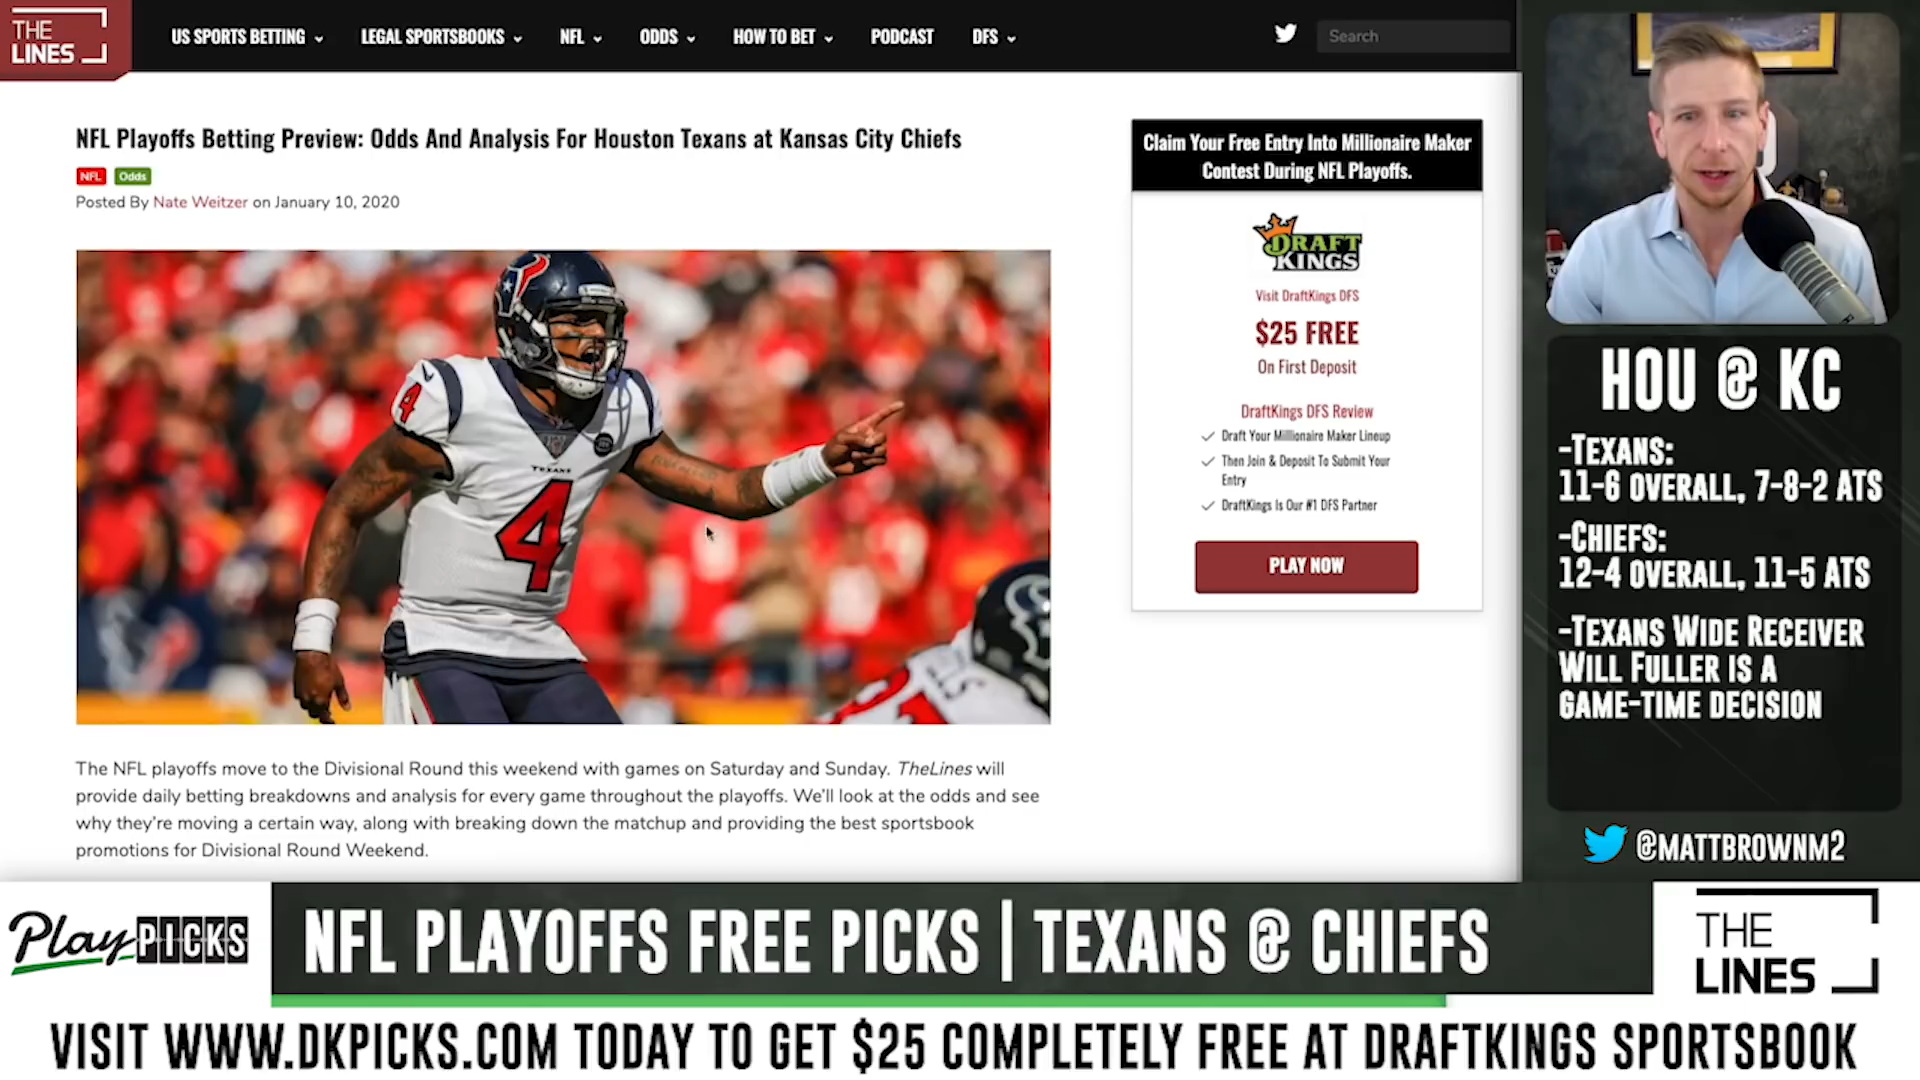 THE
LINES
US SPORTS BETTING
LEGAL SPORTSBOOKS
NFL
ODDS
HOW TO BET
PODCAST
DFS
Search
NFL Playoffs Betting Preview: Odds And Analysis For Houston Texans at Kansas City Chiefs
NFL
Odds
Posted By Nate Weitzer on January 10, 2020
4
TEXANS
4
The NFL playoffs move to the Divisional Round this weekend with games on Saturday and Sunday. TheLines will
provide daily betting breakdowns and analysis for every game throughout the playoffs. We'll look at the odds and see
why they're moving a certain way, along with breaking down the matchup and providing the best sportsbook
promotions for Divisional Round Weekend.
Claim Your Free Entry Into Millionaire Maker
Contest During NFL Playoffs.
DRAFT
KINGS
Visit DraftKings DFS
$25 FREE
On First Deposit
DraftKings DFS Review
Draft Your Millionaire Maker Lineup
Then Join & Deposit To Submit Your
Entry
DraftKings Is Our #1 DFS Partner
PLAY NOW
HOU @ KC
-TEXANS:
11-6 OVERALL, 7-8-2 ATS
-CHIEFS:
12-4 OVERALL, 11-5 ATS
-TEXANS WIDE RECEIVER
WILL FULLER IS A
GAME-TIME DECISION
@MATTBROWNM2
Play PICKS
NFL PLAYOFFS FREE PICKS | TEXANS @ CHIEFS
THE
LINES
VISIT WWW.DKPICKS.COM TODAY TO GET $25 COMPLETELY FREE AT DRAFTKINGS SPORTSBOOK